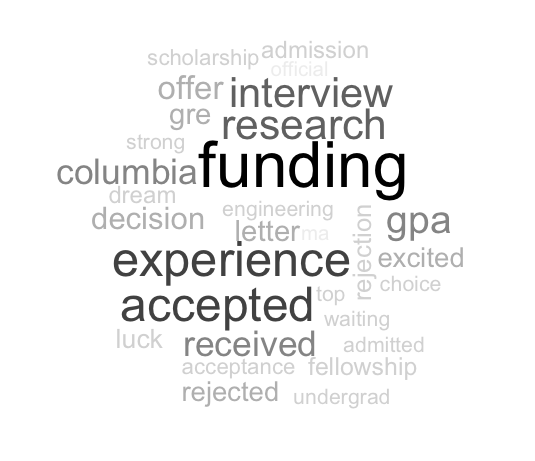 scholarship admission
official
offer interview
gre research
strong
columbia funding
dream
decision engineering gpa
letter ma
rejection
experience excited
accepted top choice
waiting
luck received admitted
acceptance fellowship
rejected undergrad